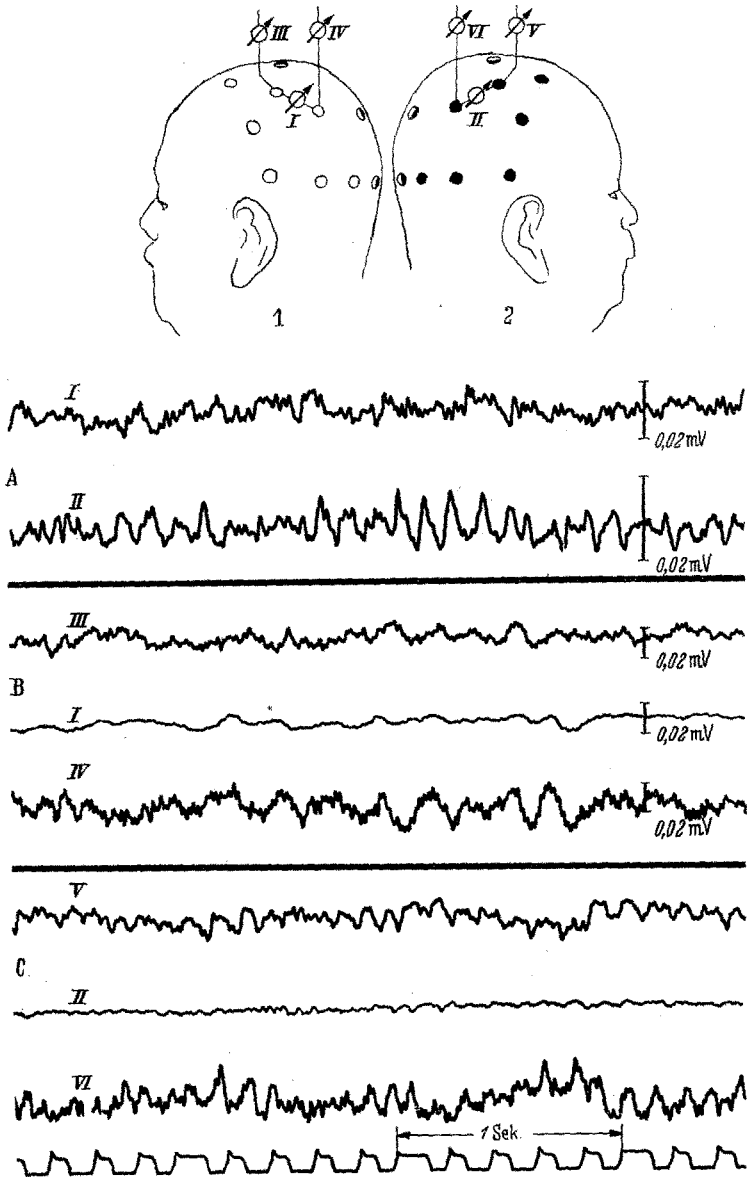 III IV VI V
I II
1 2
I
0,02 mV
A
II
0,02 mV
III
0,02 mV
B
I
0,02 mV
IV
0,02 mV
V
C
II
VI
1 Sek.